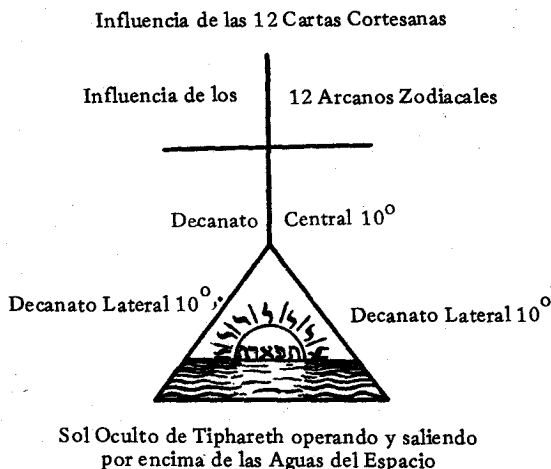 Influencia de las 12 Cartas Cortesanas
Influencia de los 12 Arcanos Zodiacales
Decanato Central 10°
Decanato Lateral 10°
Decanato Lateral 10°
תפארת
Sol Oculto de Tiphareth operando y saliendo
por encima de las Aguas del Espacio